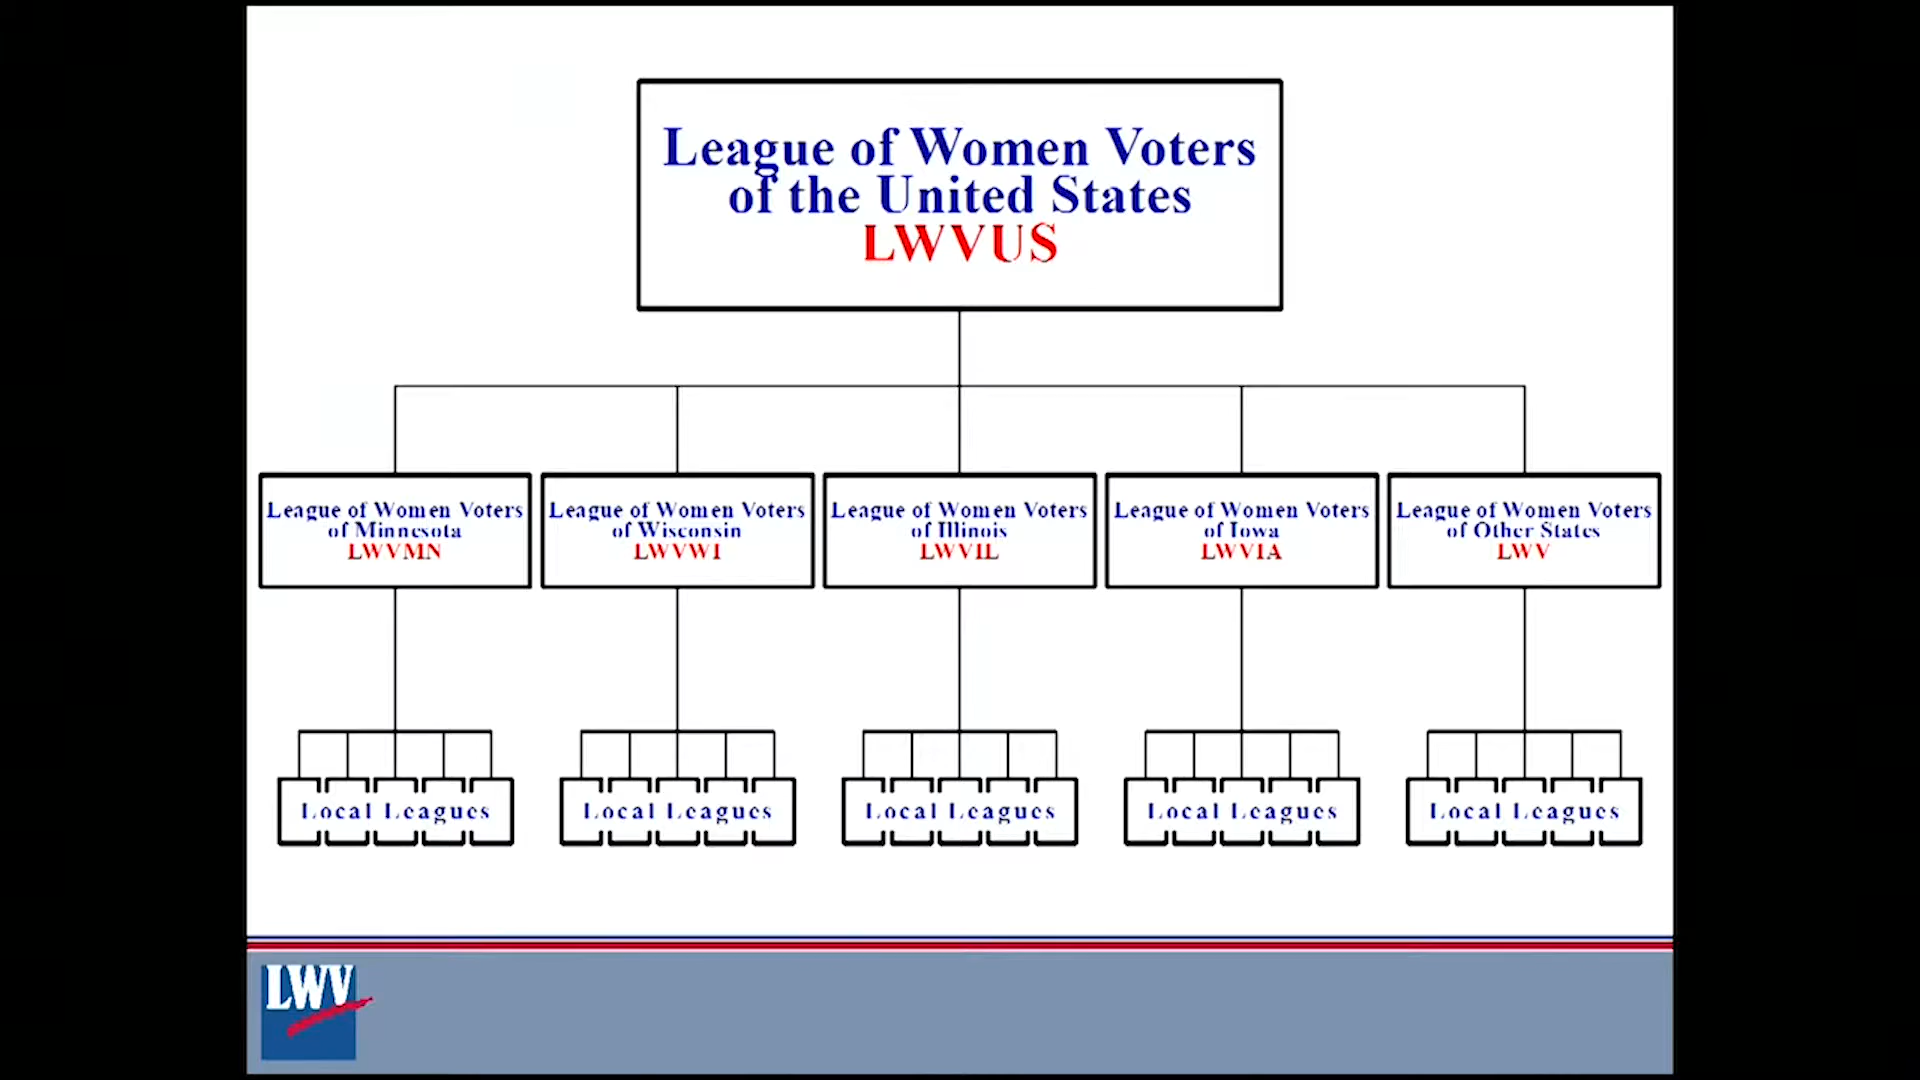 League of Women Voters
of the United States
LWVUS
League of Women Voters
of Minnesota
LWVMN
League of Women Voters
of Wisconsin
LWVWI
League of Women Voters
of Illinois
LWVIL
League of Women Voters
of Iowa
LWVIA
League of Women Voters
of Other States
LWV
Local Leagues
Local Leagues
Local Leagues
Local Leagues
Local Leagues
LWV